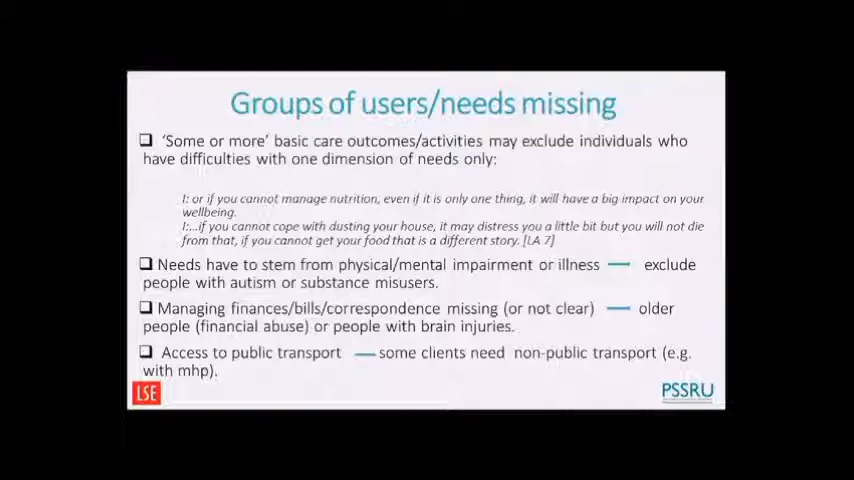 Groups of users/needs missing
'Some or more' basic care outcomes/activities may exclude individuals who
have difficulties with one dimension of needs only:
I: or if you cannot manage nutrition, even if it is only one thing, it will have a big impact on your
wellbeing.
I:...if you cannot cope with dusting your house, it may distress you a little bit but you will not die
from that, if you cannot get your food that is a different story. [LA 7]
Needs have to stem from physical/mental impairment or illness — exclude
people with autism or substance misusers.
Managing finances/bills/correspondence missing (or not clear) — older
people (financial abuse) or people with brain injuries.
Access to public transport — some clients need non-public transport (e.g.
with mhp).
LSE
PSSRU